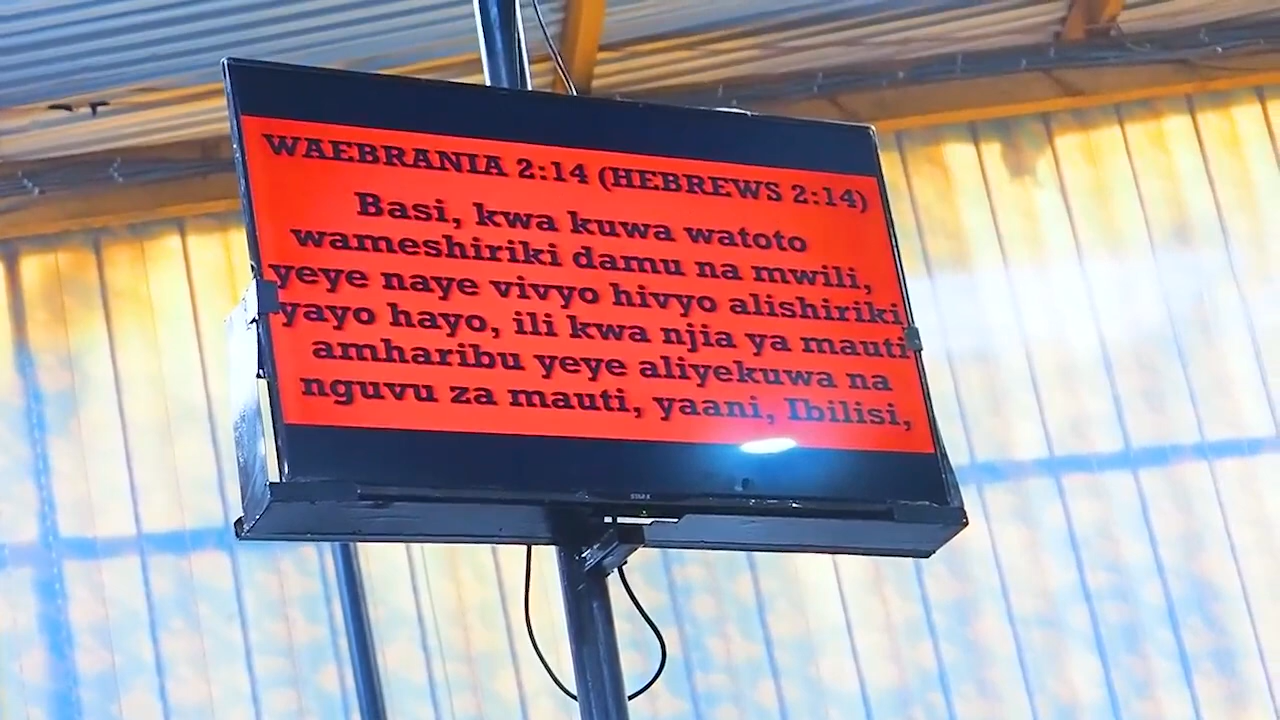 WAEBRANIA 2:14 (HEBREWS 2:14)
Basi, kwa kuwa watoto
wameshiriki damu na mwili,
yeye naye vivyo hivyo alishiriki
yayo hayo, ili kwa njia ya mauti
amharibu yeye aliyekuwa na
nguvu za mauti, yaani, Ibilisi,